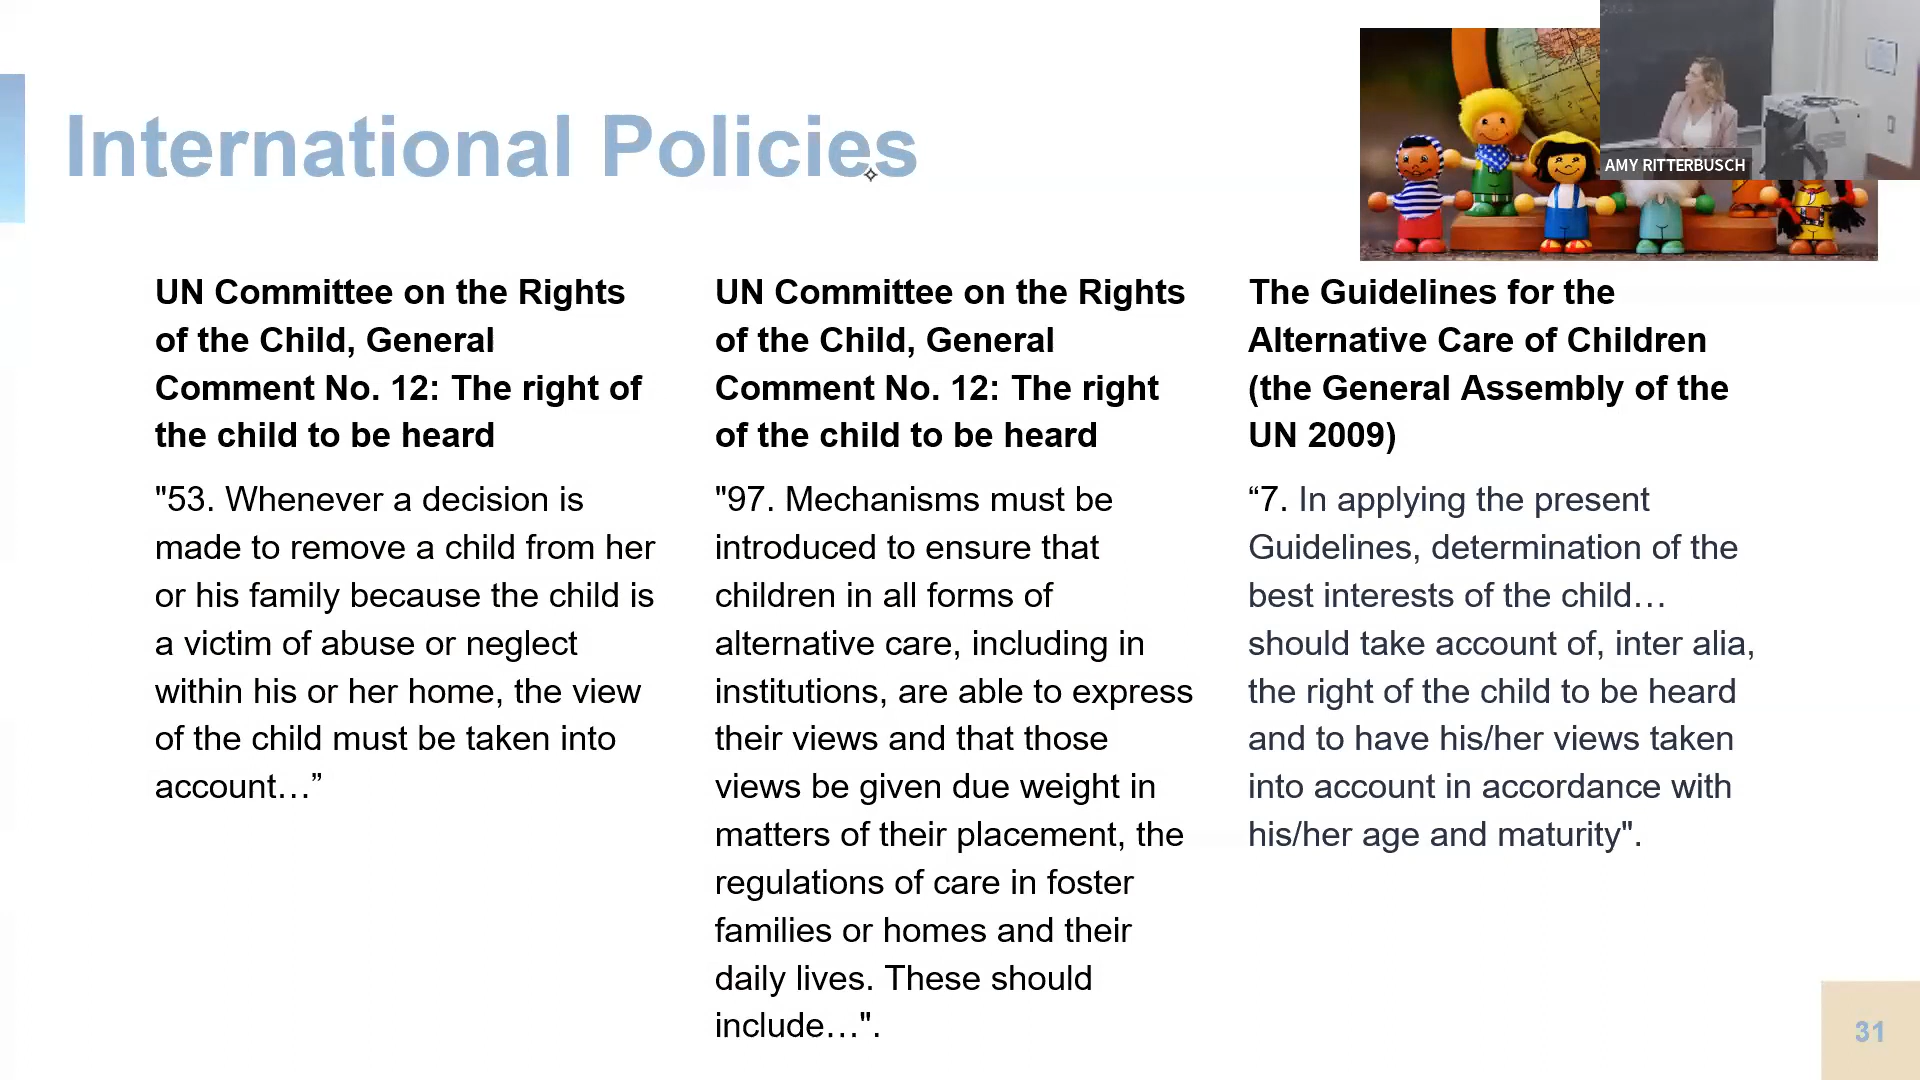 International Policies
AMY RITTERBUSCH
UN Committee on the Rights
of the Child, General
Comment No. 12: The right of
the child to be heard
"53. Whenever a decision is
made to remove a child from her
or his family because the child is
a victim of abuse or neglect
within his or her home, the view
of the child must be taken into
account…”
UN Committee on the Rights
of the Child, General
Comment No. 12: The right
of the child to be heard
"97. Mechanisms must be
introduced to ensure that
children in all forms of
alternative care, including in
institutions, are able to express
their views and that those
views be given due weight in
matters of their placement, the
regulations of care in foster
families or homes and their
daily lives. These should
include…".
The Guidelines for the
Alternative Care of Children
(the General Assembly of the
UN 2009)
“7. In applying the present
Guidelines, determination of the
best interests of the child…
should take account of, inter alia,
the right of the child to be heard
and to have his/her views taken
into account in accordance with
his/her age and maturity".
31